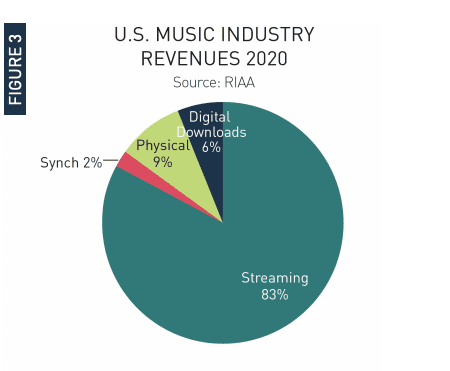 FIGURE 3
U.S. MUSIC INDUSTRY
REVENUES 2020
Source: RIAA
Digital
Downloads
6%
Physical
9%
Synch 2%
Streaming
83%